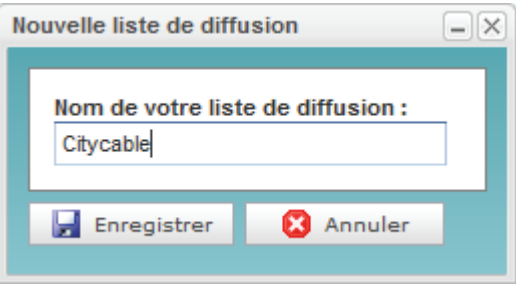 Nouvelle liste de diffusion
Nom de votre liste de diffusion :
Citycable
Enregistrer Annuler